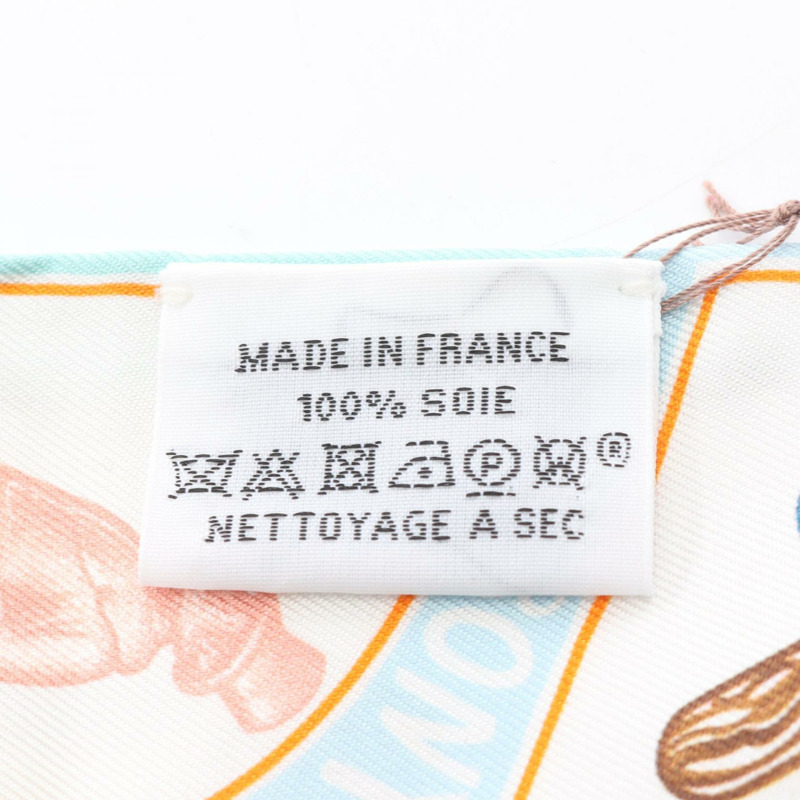 MADE IN FRANCE
100% SOIE
P W ®
NETTOYAGE A SEC